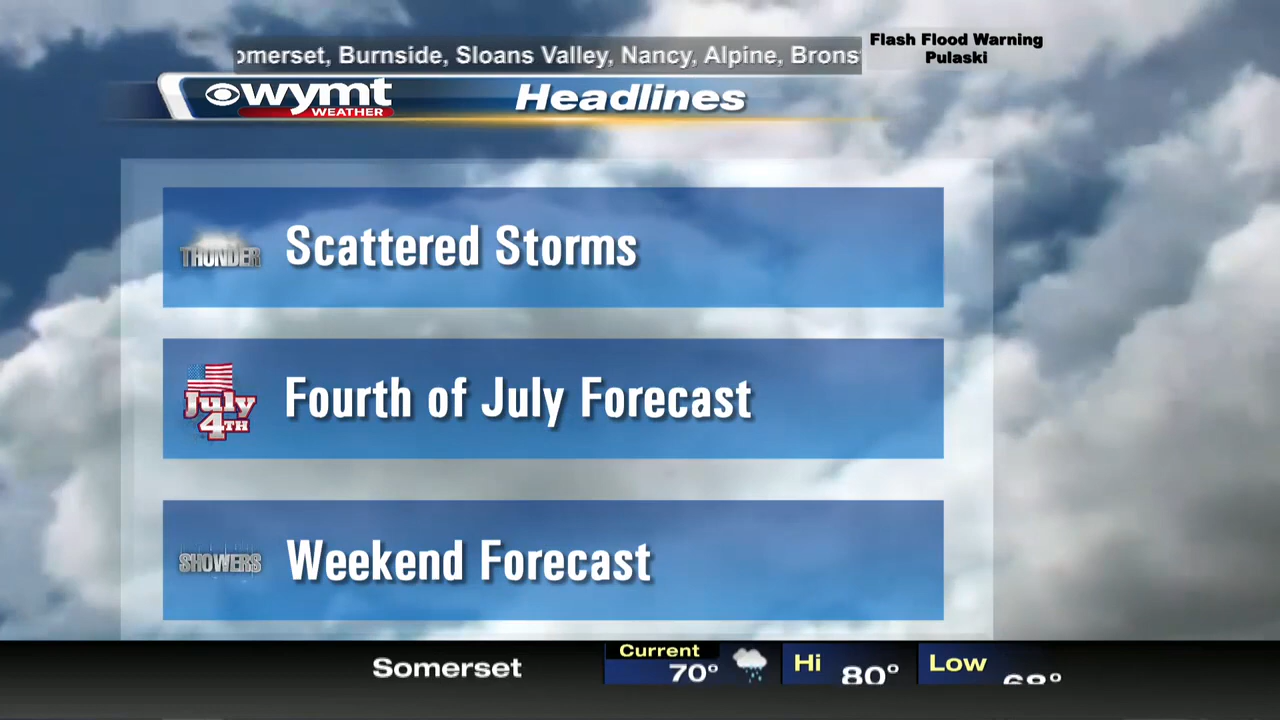 omerset, Burnside, Sloans Valley, Nancy, Alpine, Brons
Flash Flood Warning
Pulaski
wymt
WEATHER
Headlines
THUNDER
Scattered Storms
July
4TH
Fourth of July Forecast
SHOWERS
Weekend Forecast
Somerset
Current
70°
Hi
80°
Low
68°